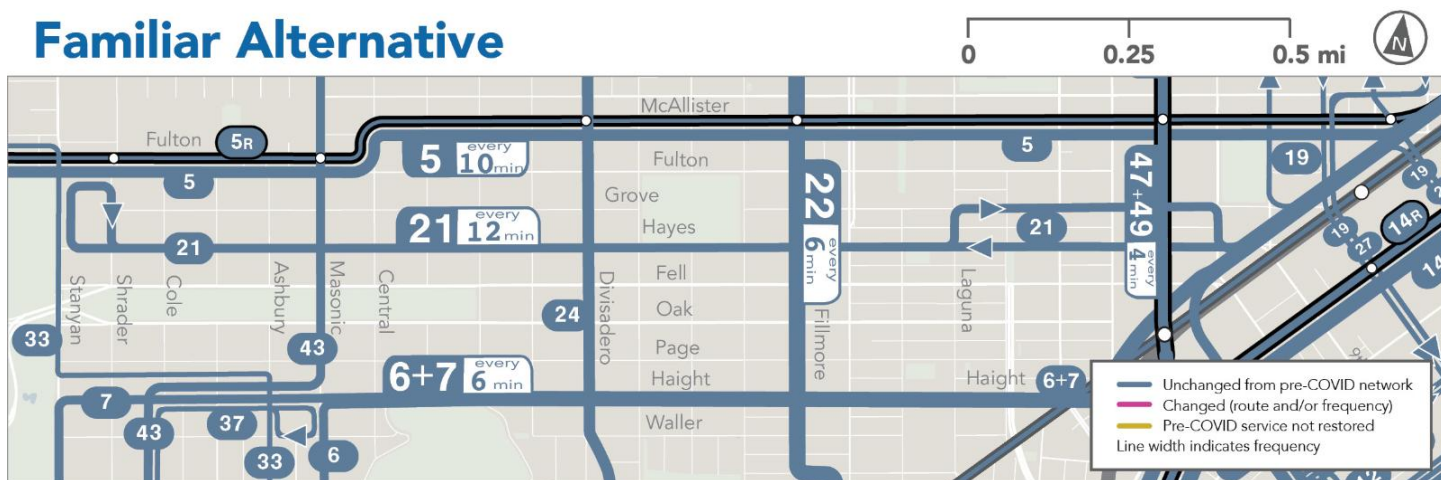 Familiar Alternative
0 0.25 0.5 mi
N
McAllister
Fulton
5R
5
every
10 min
Fulton
5
19
5
Grove
22
every
6 min
47+49
every
4 min
21
every
12 min
Hayes
21
21
19
27
14R
14
Stanyan
Shrader
Cole
Ashbury
Masonic
Central
Fell
Divisadero
Laguna
Oak
24
Fillmore
33
43
Page
6+7
every
6 min
Haight
Haight
6+7
7
37
43
Waller
33
6
Unchanged from pre-COVID network
Changed (route and/or frequency)
Pre-COVID service not restored
Line width indicates frequency
19